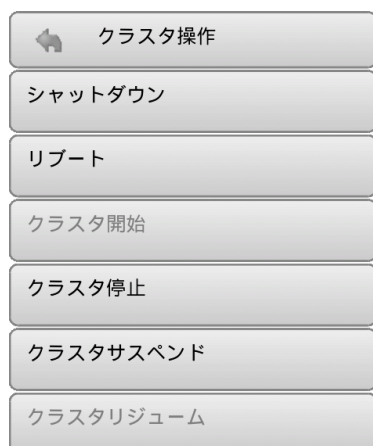 クラスタ操作
シャットダウン
リブート
クラスタ開始
クラスタ停止
クラスタサスペンド
クラスタリジューム